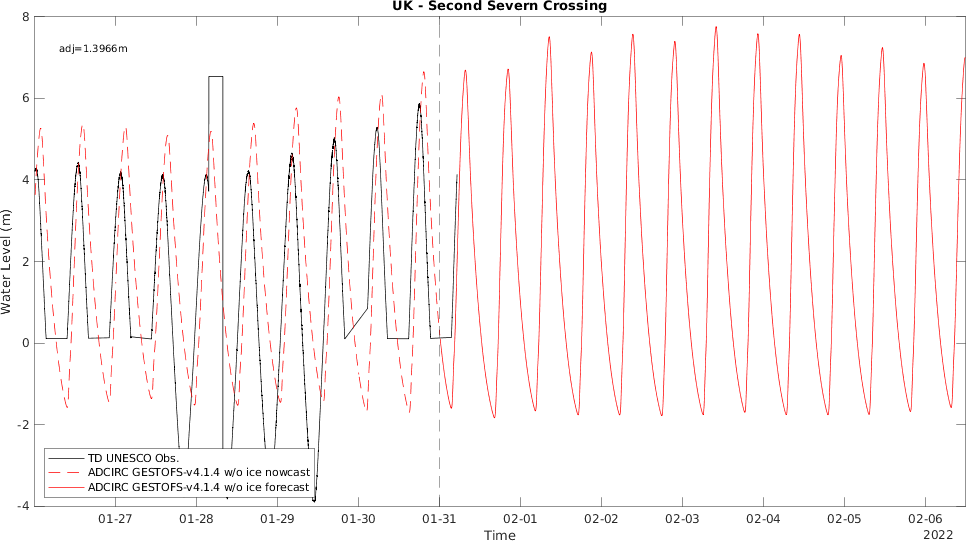 UK - Second Severn Crossing
8
adj=1.3966m
6
4
2
0
-2
-4
Water Level (m)
TD UNESCO Obs.
ADCIRC GESTOFS-v4.1.4 w/o ice nowcast
ADCIRC GESTOFS-v4.1.4 w/o ice forecast
01-27 01-28 01-29 01-30 01-31 02-01 02-02 02-03 02-04 02-05 02-06
Time
2022